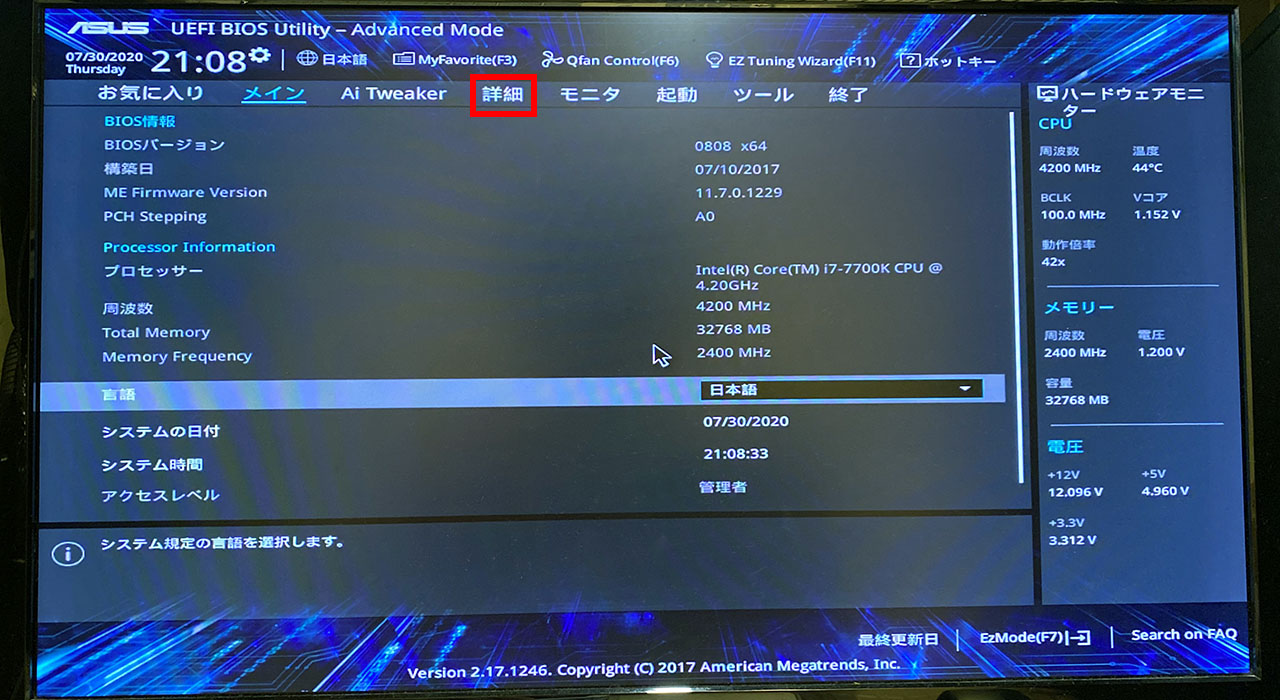 ASUS UEFI BIOS Utility – Advanced Mode
07/30/2020
Thursday
21:08
日本語
MyFavorite(F3)
Qfan Control(F6)
EZ Tuning Wizard(F11)
? ホットキー
お気に入り メイン Ai Tweaker 詳細 モニタ 起動 ツール 終了
BIOS情報
BIOSバージョン 0808 x64
構築日 07/10/2017
ME Firmware Version 11.7.0.1229
PCH Stepping A0
Processor Information
プロセッサー Intel(R) Core(TM) i7-7700K CPU @
4.20GHz
周波数 4200 MHz
Total Memory 32768 MB
Memory Frequency 2400 MHz
言語 日本語
システムの日付 07/30/2020
システム時間 21:08:33
アクセスレベル 管理者
i システム規定の言語を選択します。
ハードウェアモニ
ター
CPU
周波数 温度
4200 MHz 44°C
BCLK Vコア
100.0 MHz 1.152 V
動作倍率
42x
メモリー
周波数 電圧
2400 MHz 1.200 V
容量
32768 MB
電圧
+12V +5V
12.096 V 4.960 V
+3.3V
3.312 V
最終更新日 EzMode(F7) Search on FAQ
Version 2.17.1246. Copyright (C) 2017 American Megatrends, Inc.